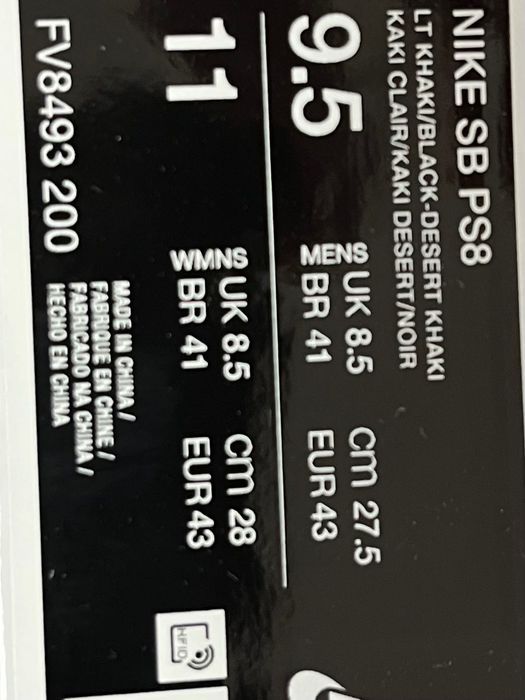 NIKE SB PS8
LT KHAKI/BLACK-DESERT KHAKI
KAKI CLAIR/KAKI DESERT/NOIR
9.5
MENS UK 8.5 cm 27.5
BR 41 EUR 43
11
WMNS UK 8.5 cm 28
BR 41 EUR 43
FV8493 200
MADE IN CHINA /
FABRIQUE EN CHINE /
FABRICADO NA CHINA /
HECHO EN CHINA
RFID